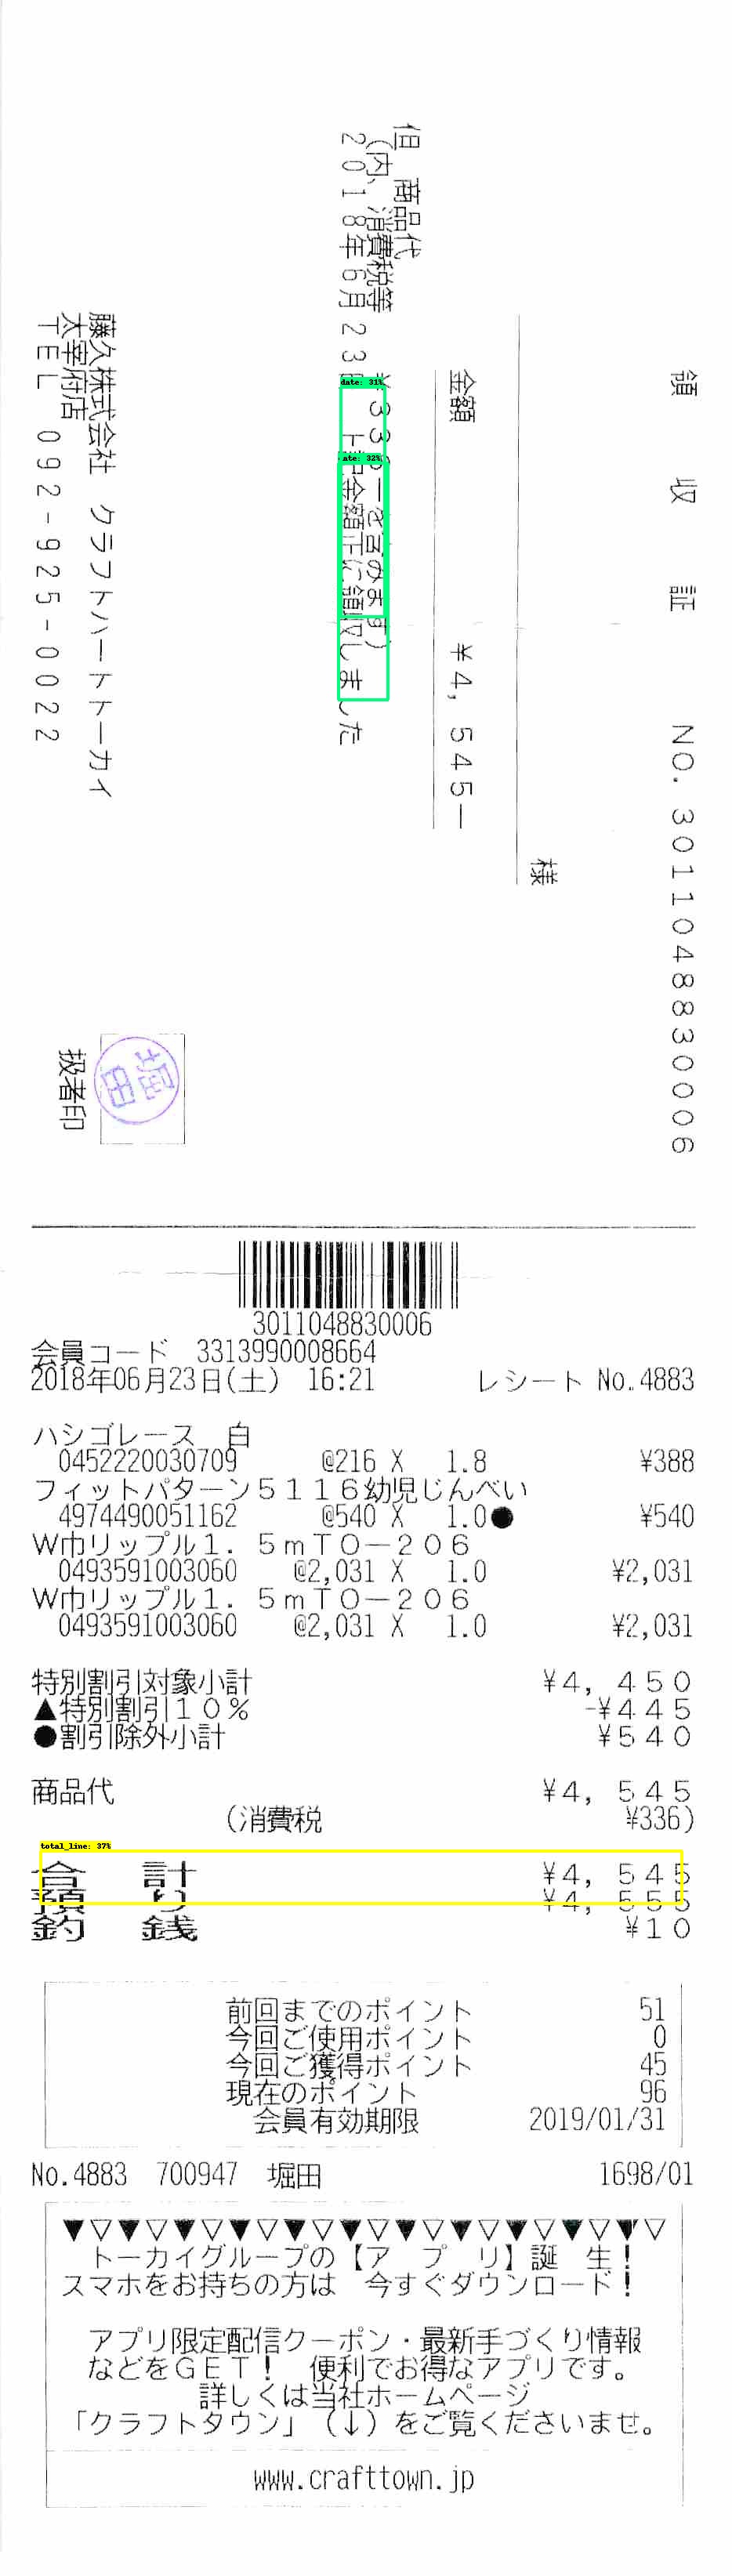 領　収　証　NO. 3011048830006
様
金額　¥4, 545－
但　商品代
(内、消費税等　¥336－を含みます)
2018年6月23日　上記金額正に領収しました
藤久株式会社　クラフトハートトーカイ
太宰府店
TEL 092-925-0022
扱者印
堀田
3011048830006
会員コード　3313990008664
2018年06月23日(土)　16:21　レシート No.4883
ハシゴレース　白
0452220030709　@216 X　1.8　¥388
フィットパターン5116幼児じんべい
4974490051162　@540 X　1.0●　¥540
W巾リップル1. 5mTO－206
0493591003060　@2,031 X　1.0　¥2,031
W巾リップル1. 5mTO－206
0493591003060　@2,031 X　1.0　¥2,031
特別割引対象小計　¥4, 450
▲特別割引10%　-¥445
●割引除外小計　¥540
商品代　¥4, 545
(消費税　¥336)
total_line: 37%
合　計　¥4, 545
預　り　¥4, 555
釣　銭　¥10
前回までのポイント　51
今回ご使用ポイント　0
今回ご獲得ポイント　45
現在のポイント　96
会員有効期限　2019/01/31
No.4883　700947　堀田　1698/01
▼▽▼▽▼▽▼▽▼▽▼▽▼▽▼▽▼▽▼▽▼▽
トーカイグループの【ア　プ　リ】誕　生！
スマホをお持ちの方は　今すぐダウンロード！
アプリ限定配信クーポン・最新手づくり情報
などをGET！　便利でお得なアプリです。
詳しくは当社ホームページ
「クラフトタウン」（↓）をご覧くださいませ。
www.crafttown.jp
date: 31%
date: 32%